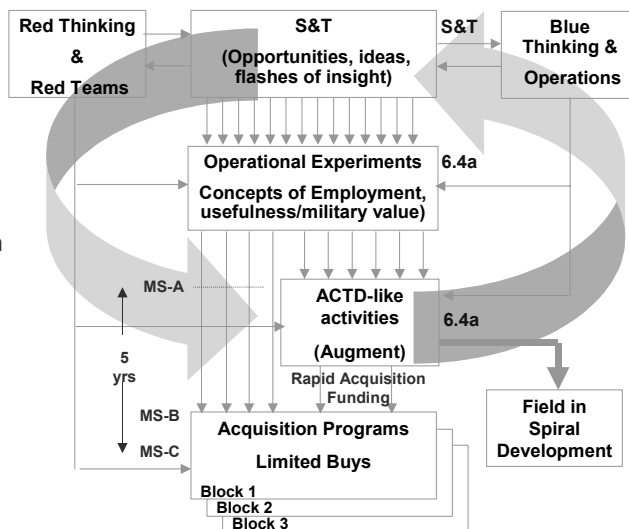 Red Thinking
&
Red Teams
S&T
(Opportunities, ideas,
flashes of insight)
S&T
Blue
Thinking &
Operations
Operational Experiments
Concepts of Employment,
usefulness/military value)
6.4a
n
MS-A
ACTD-like
activities
(Augment)
6.4a
5
yrs
Rapid Acquisition
Funding
MS-B
MS-C
Acquisition Programs
Limited Buys
Block 1
Block 2
Block 3
Field in
Spiral
Development